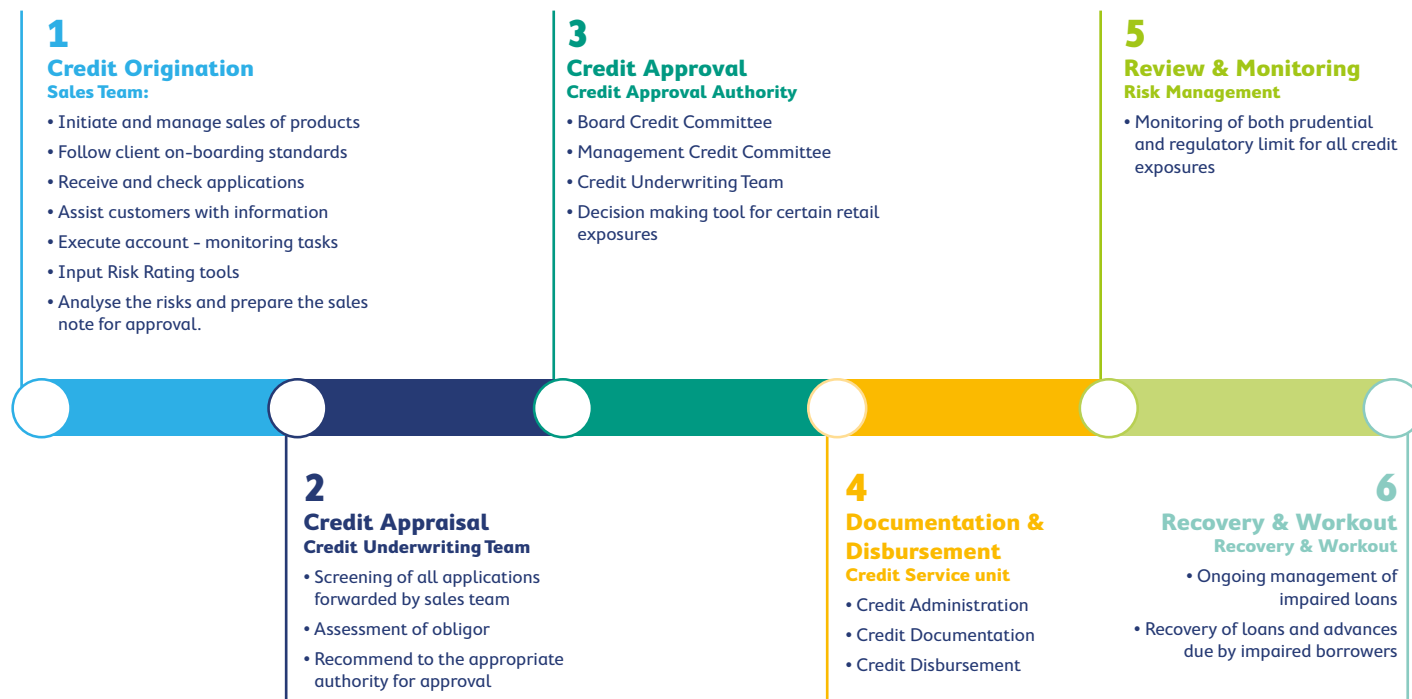 1
Credit Origination
Sales Team:
• Initiate and manage sales of products
• Follow client on-boarding standards
• Receive and check applications
• Assist customers with information
• Execute account - monitoring tasks
• Input Risk Rating tools
• Analyse the risks and prepare the sales
note for approval.
2
Credit Appraisal
Credit Underwriting Team
• Screening of all applications
forwarded by sales team
• Assessment of obligor
• Recommend to the appropriate
authority for approval
3
Credit Approval
Credit Approval Authority
• Board Credit Committee
• Management Credit Committee
• Credit Underwriting Team
• Decision making tool for certain retail
exposures
4
Documentation &
Disbursement
Credit Service unit
• Credit Administration
• Credit Documentation
• Credit Disbursement
5
Review & Monitoring
Risk Management
• Monitoring of both prudential
and regulatory limit for all credit
exposures
6
Recovery & Workout
Recovery & Workout
• Ongoing management of
impaired loans
• Recovery of loans and advances
due by impaired borrowers